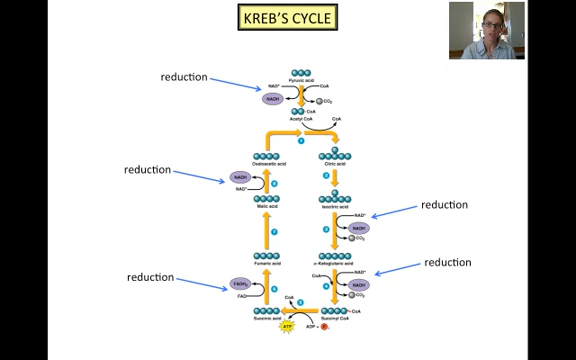 KREB'S CYCLE
reduction
Pyruvic acid
NAD+
CoA
NADH
CO2
CoA
Acetyl CoA
CoA
1
Oxaloacetic acid
Citric acid
reduction
NADH
8
2
NAD+
Malic acid
Isocitric acid
reduction
NAD+
7
3
NADH
CO2
Fumaric acid
α-Ketoglutaric acid
reduction
reduction
CoA
NAD+
FADH2
6
4
NADH
FAD
CO2
CoA
5
Succinic acid
Succinyl CoA
CoA
ATP
ADP + P